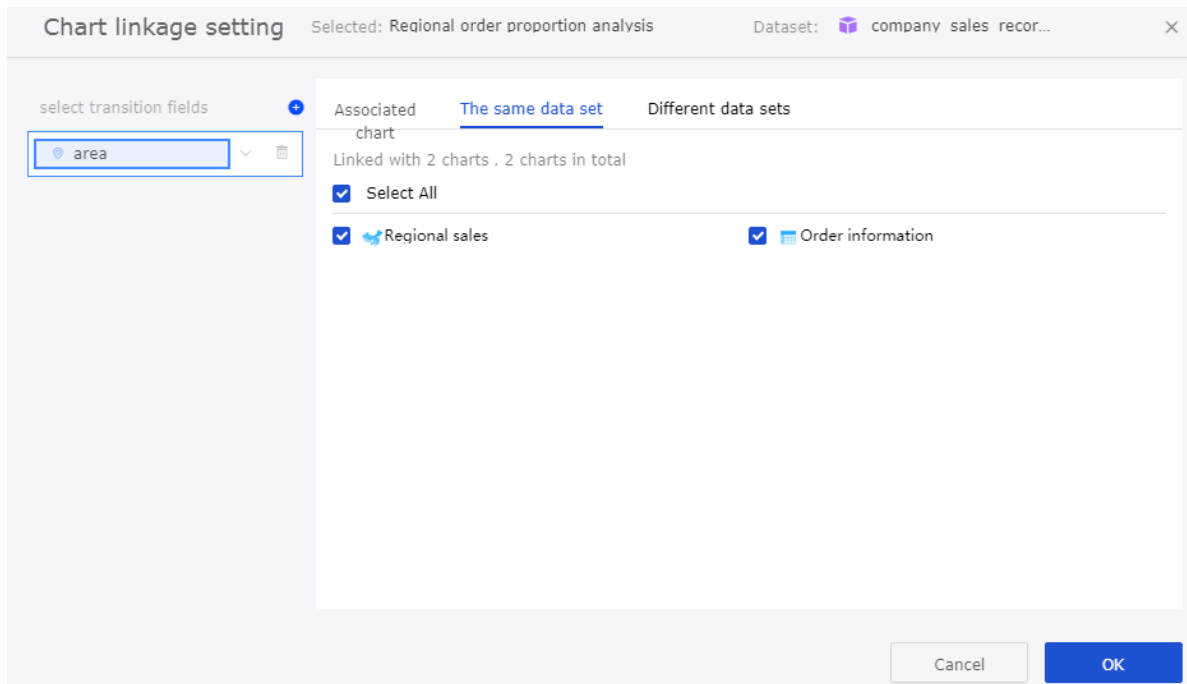 Chart linkage setting Selected: Regional order proportion analysis Dataset: company sales recor...
select transition fields
area
Associated chart The same data set Different data sets
Linked with 2 charts , 2 charts in total
Select All
Regional sales Order information
Cancel OK